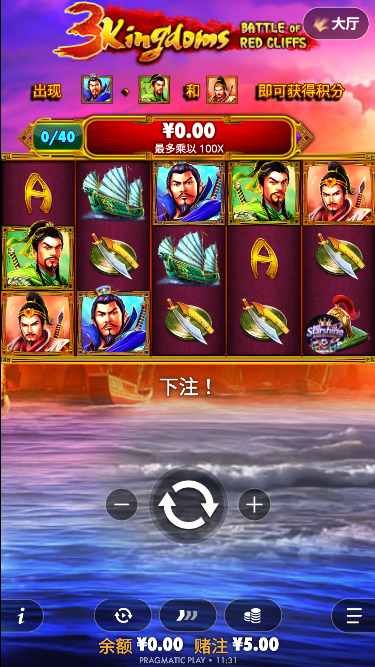 3 Kingdoms BATTLE OF
RED CLIFFS
大厅
出现 、 和 即可获得积分
0/40
¥0.00
最多乘以 100X
A
A
Starshine
下注！
余额 ¥0.00 赌注 ¥5.00
PRAGMATIC PLAY • 11:31